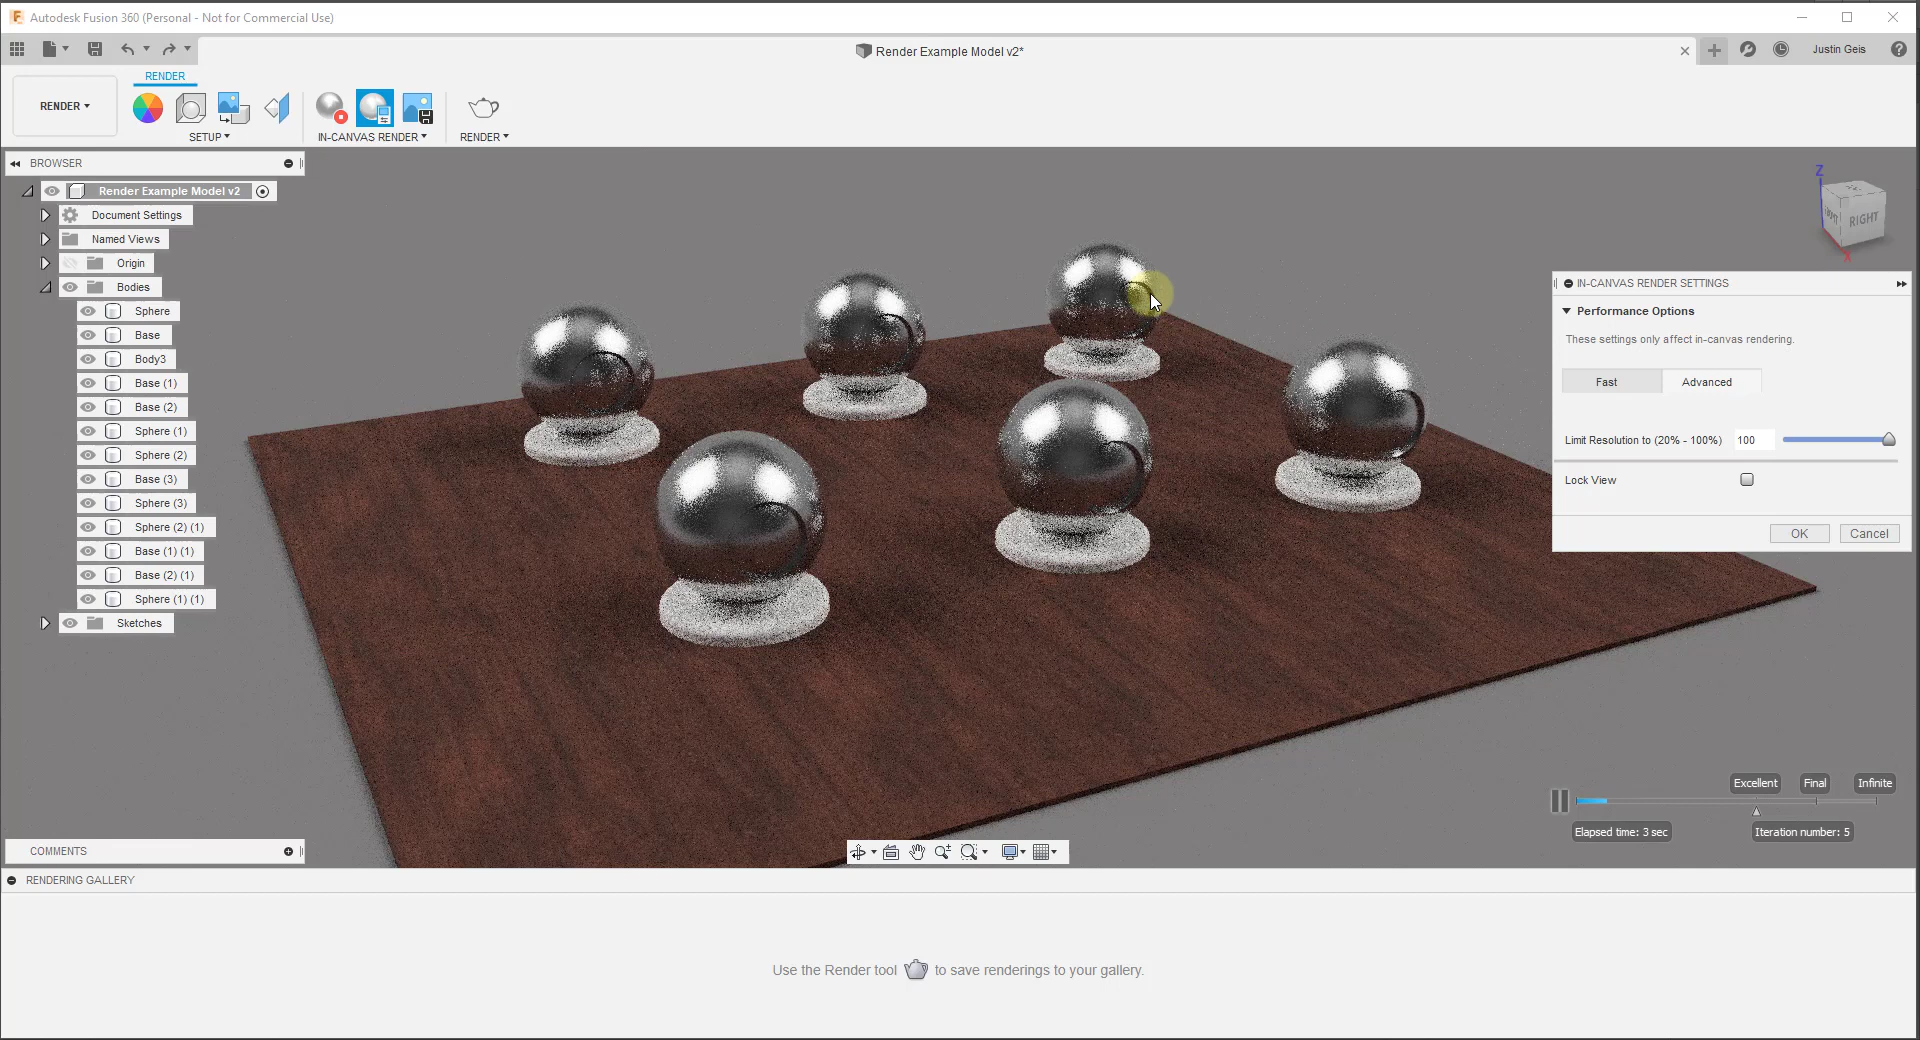 Autodesk Fusion 360 (Personal - Not for Commercial Use)
Render Example Model v2*
Justin Geis
RENDER
RENDER
SETUP
IN-CANVAS RENDER
RENDER
BROWSER
Render Example Model v2
Document Settings
Named Views
Origin
Bodies
Sphere
Base
Body3
Base (1)
Base (2)
Sphere (1)
Sphere (2)
Base (3)
Sphere (3)
Sphere (2) (1)
Base (1) (1)
Base (2) (1)
Sphere (1) (1)
Sketches
Z
RIGHT
X
IN-CANVAS RENDER SETTINGS
Performance Options
These settings only affect in-canvas rendering.
Fast
Advanced
Limit Resolution to (20% - 100%)
100
Lock View
OK
Cancel
Excellent
Final
Infinite
Elapsed time: 3 sec
Iteration number: 5
COMMENTS
RENDERING GALLERY
Use the Render tool to save renderings to your gallery.